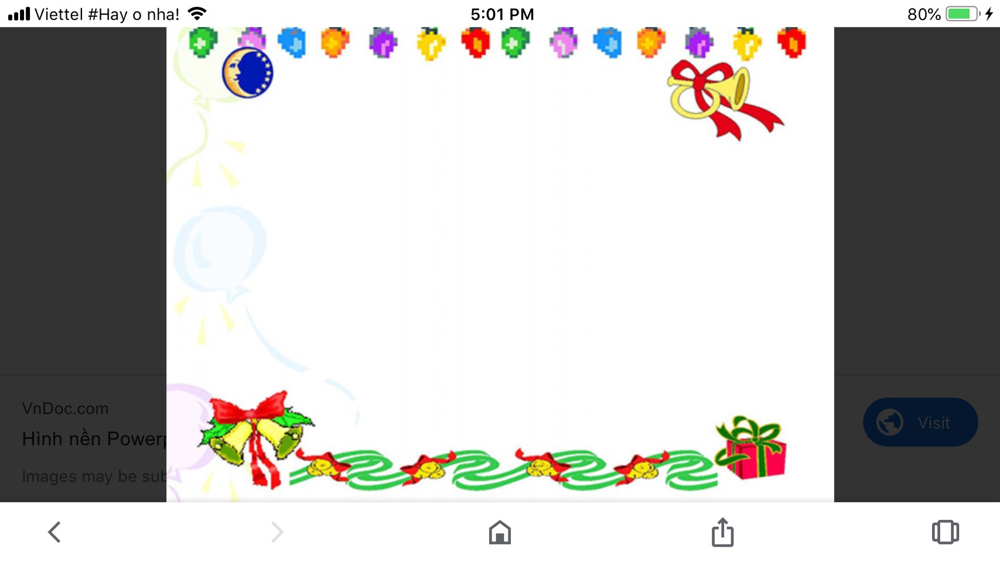 Viettel #Hay o nha!
5:01 PM
80%
VnDoc.com
Hình nền Power
Images may be sub
Visit